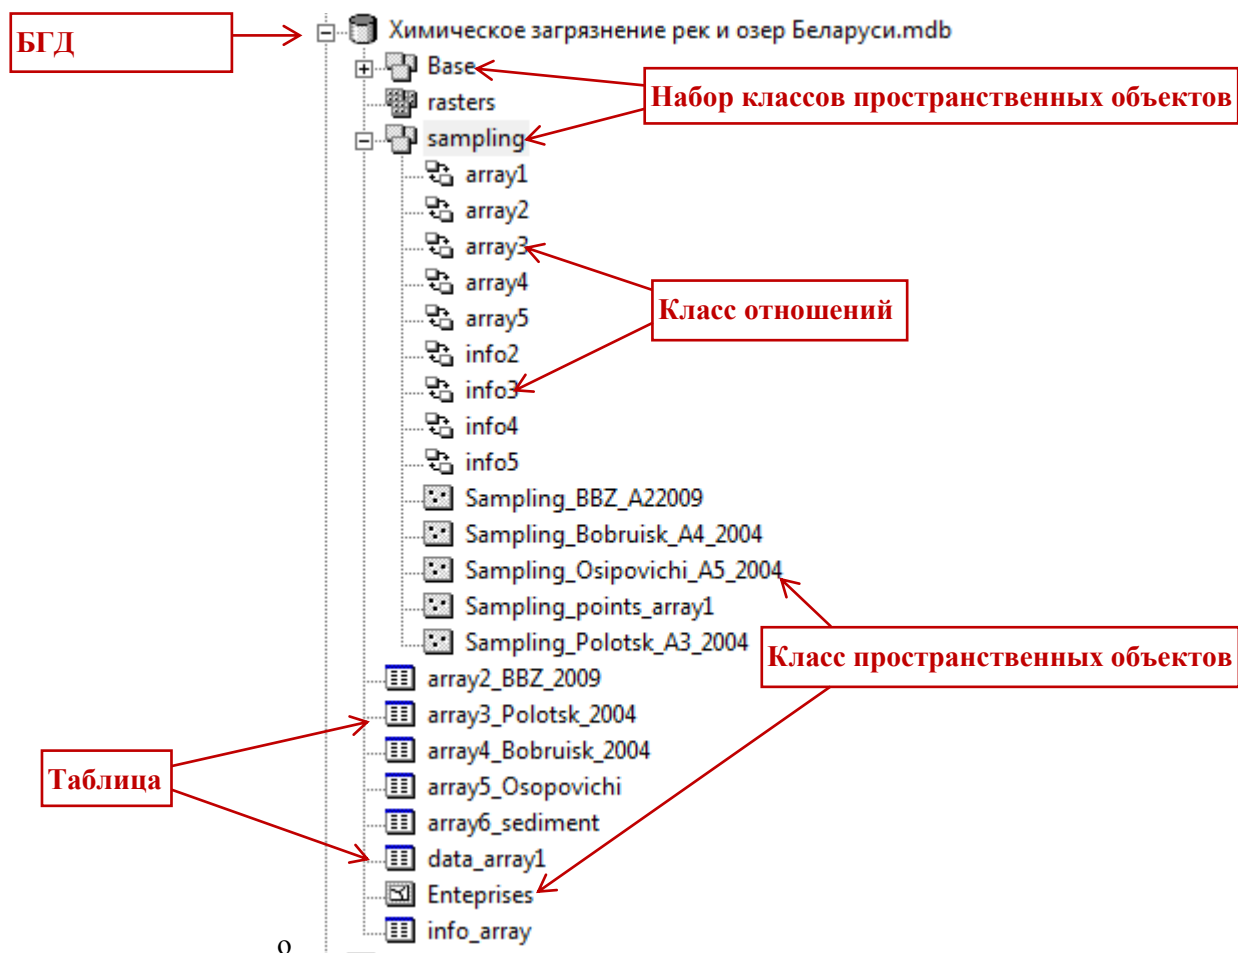 БГД
Химическое загрязнение рек и озер Беларуси.mdb
Base
Набор классов пространственных объектов
rasters
sampling
array1
array2
array3
array4
Класс отношений
array5
info2
info3
info4
info5
Sampling_BBZ_A22009
Sampling_Bobruisk_A4_2004
Sampling_Osipovichi_A5_2004
Sampling_points_array1
Sampling_Polotsk_A3_2004
Класс пространственных объектов
array2_BBZ_2009
array3_Polotsk_2004
array4_Bobruisk_2004
Таблица
array5_Osopovichi
array6_sediment
data_array1
Enteprises
info_array
о